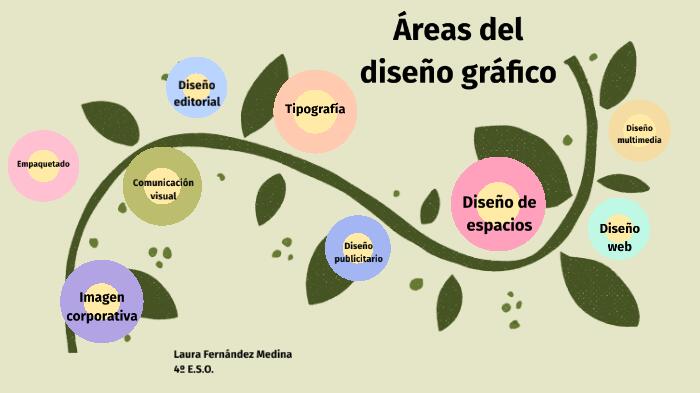 Áreas del
diseño gráfico
Diseño
editorial
Tipografía
Diseño
multimedia
Empaquetado
Comunicación
visual
Diseño de
espacios
Diseño
web
Diseño
publicitario
Imagen
corporativa
Laura Fernández Medina
4º E.S.O.